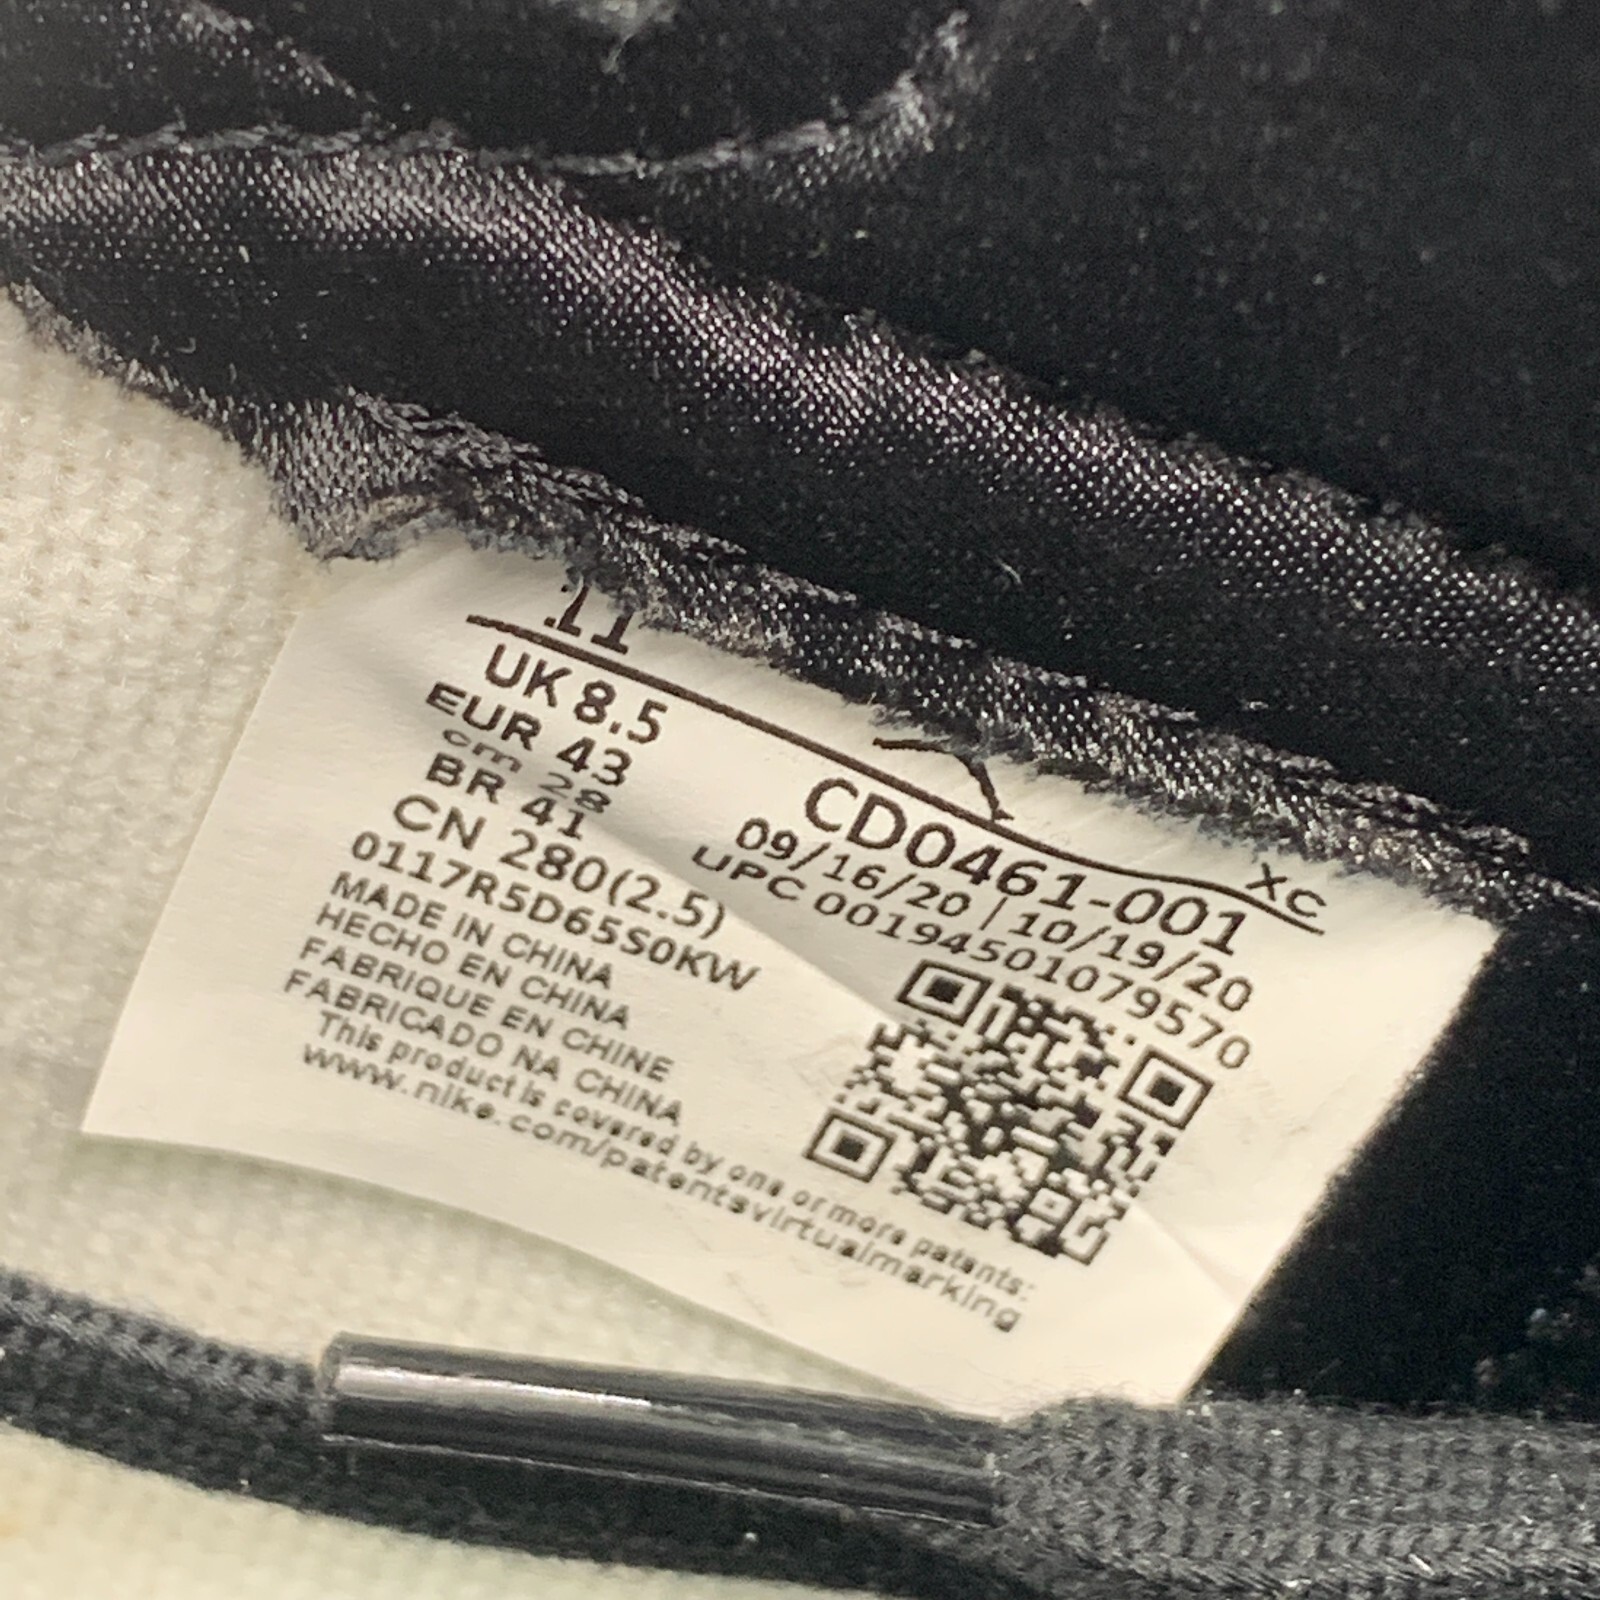 11
UK 8.5
EUR 43
cm 28
BR 41
CN 280(2.5)
0117R5D65S0KW
MADE IN CHINA
HECHO EN CHINA
FABRIQUE EN CHINE
FABRICADO NA CHINA
This product is covered by one or more patents:
www.nike.com/patentsvirtualmarking
XC
CD0461-001
09/16/20 | 10/19/20
UPC 00194501079570